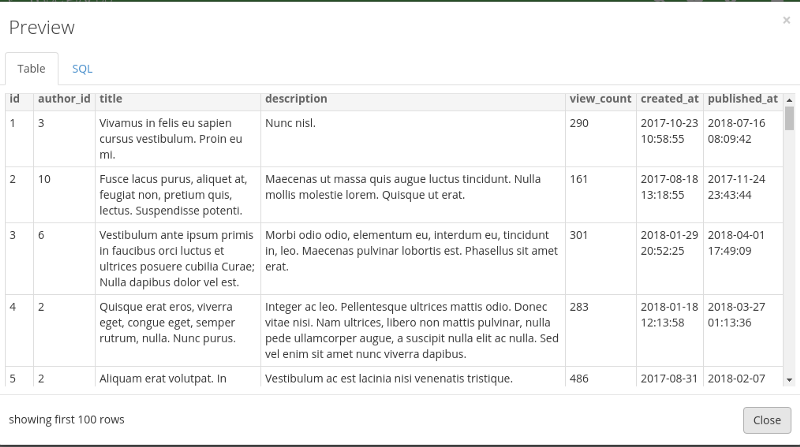 Preview
×
Table SQL
id author_id title description view_count created_at published_at
1 3 Vivamus in felis eu sapien Nunc nisl. 290 2017-10-23 2018-07-16
cursus vestibulum. Proin eu 10:58:55 08:09:42
mi.
2 10 Fusce lacus purus, aliquet at, Maecenas ut massa quis augue luctus tincidunt. Nulla 161 2017-08-18 2017-11-24
feugiat non, pretium quis, mollis molestie lorem. Quisque ut erat. 13:18:55 23:43:44
lectus. Suspendisse potenti.
3 6 Vestibulum ante ipsum primis Morbi odio odio, elementum eu, interdum eu, tincidunt 301 2018-01-29 2018-04-01
in faucibus orci luctus et in, leo. Maecenas pulvinar lobortis est. Phasellus sit amet 20:52:25 17:49:09
ultrices posuere cubilia Curae; erat.
Nulla dapibus dolor vel est.
4 2 Quisque erat eros, viverra Integer ac leo. Pellentesque ultrices mattis odio. Donec 283 2018-01-18 2018-03-27
eget, congue eget, semper vitae nisi. Nam ultrices, libero non mattis pulvinar, nulla 12:13:58 01:13:36
rutrum, nulla. Nunc purus. pede ullamcorper augue, a suscipit nulla elit ac nulla. Sed
vel enim sit amet nunc viverra dapibus.
5 2 Aliquam erat volutpat. In Vestibulum ac est lacinia nisi venenatis tristique. 486 2017-08-31 2018-02-07
showing first 100 rows
Close